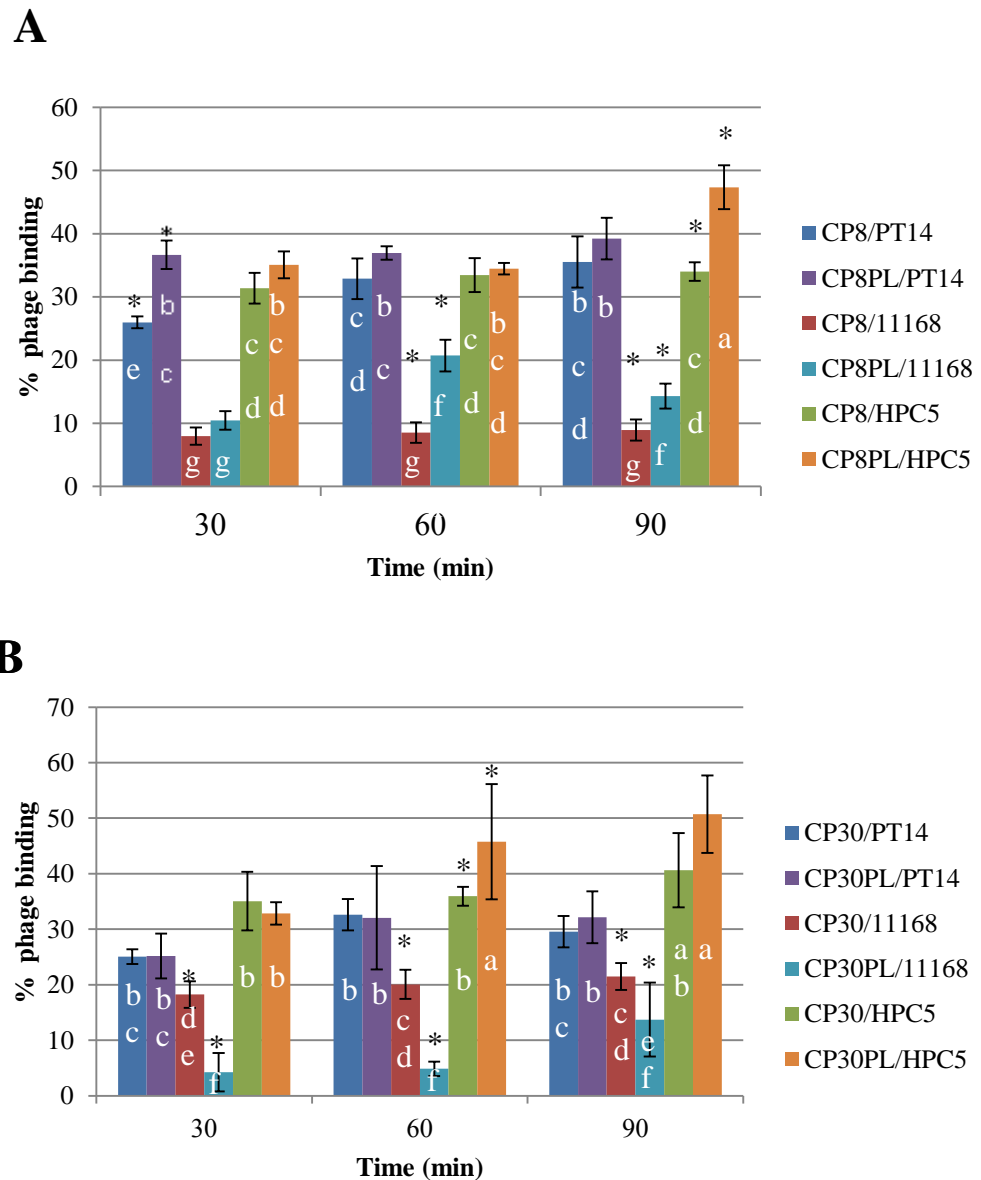 A
60
50
40
30
20
10
0
% phage binding
* * * * * * * *
e
b
c
g
g
c
d
b
c
d
c
d
b
c
g
f
c
d
b
c
d
b
c
d
b
g
f
c
d
a
30 60 90
Time (min)
CP8/PT14
CP8PL/PT14
CP8/11168
CP8PL/11168
CP8/HPC5
CP8PL/HPC5
B
70
60
50
40
30
20
10
0
% phage binding
* * * * * * * *
b
c
b
c
d
e
f
b
b
b
b
c
d
f
b
a
b
c
b
c
d
e
f
a
b
a
30 60 90
Time (min)
CP30/PT14
CP30PL/PT14
CP30/11168
CP30PL/11168
CP30/HPC5
CP30PL/HPC5